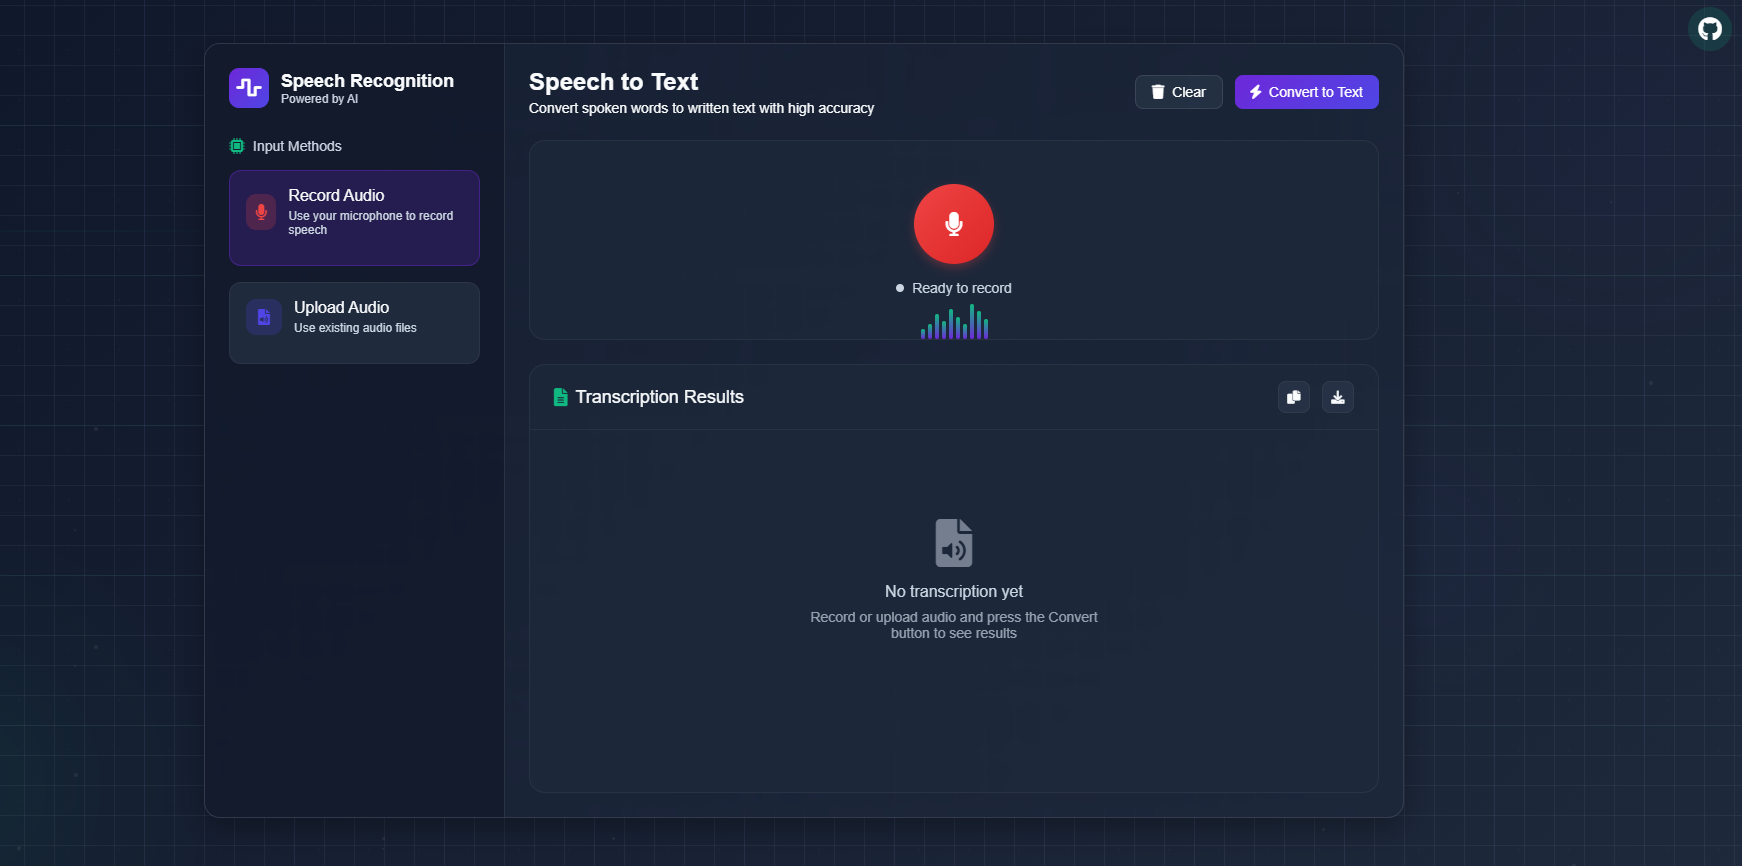 Speech Recognition
Powered by AI
Input Methods
Record Audio
Use your microphone to record
speech
Upload Audio
Use existing audio files
Speech to Text
Convert spoken words to written text with high accuracy
Clear
Convert to Text
Ready to record
Transcription Results
No transcription yet
Record or upload audio and press the Convert
button to see results